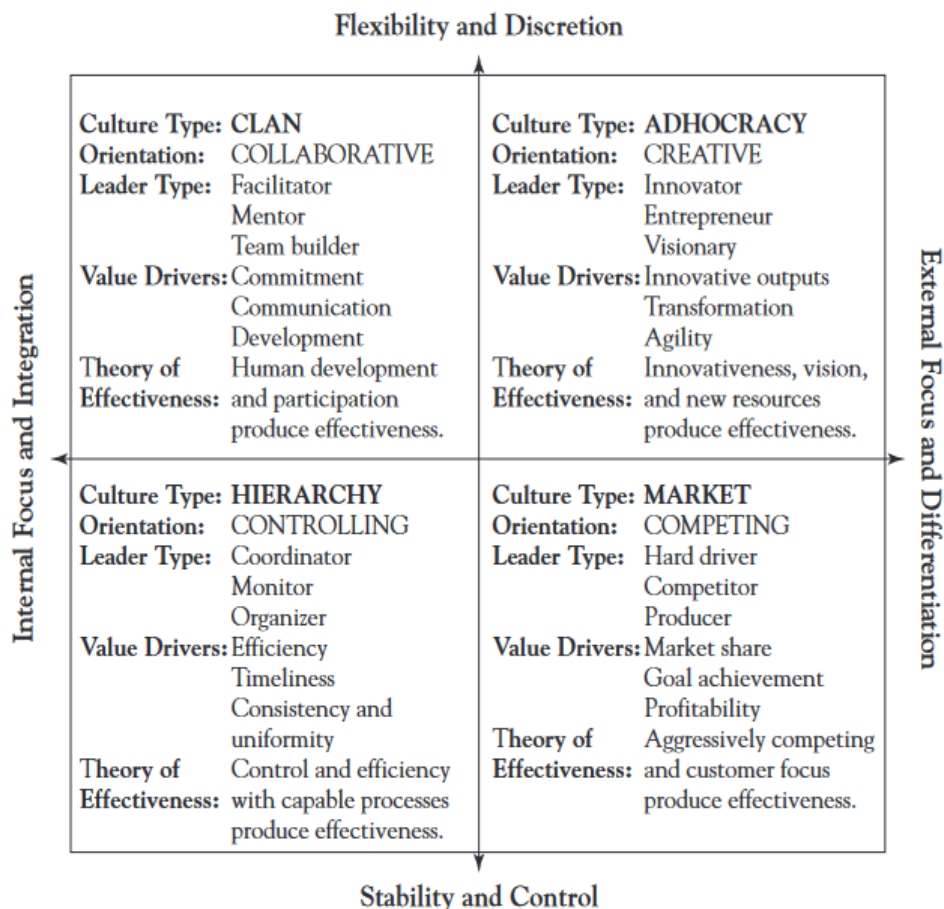 Flexibility and Discretion
Internal Focus and Integration
Culture Type: CLAN
Orientation: COLLABORATIVE
Leader Type: Facilitator
Mentor
Team builder
Value Drivers: Commitment
Communication
Development
Theory of Human development
Effectiveness: and participation
produce effectiveness.
Culture Type: ADHOCRACY
Orientation: CREATIVE
Leader Type: Innovator
Entrepreneur
Visionary
Value Drivers: Innovative outputs
Transformation
Agility
Theory of Innovativeness, vision,
Effectiveness: and new resources
produce effectiveness.
Culture Type: HIERARCHY
Orientation: CONTROLLING
Leader Type: Coordinator
Monitor
Organizer
Value Drivers: Efficiency
Timeliness
Consistency and
uniformity
Theory of Control and efficiency
Effectiveness: with capable processes
produce effectiveness.
Culture Type: MARKET
Orientation: COMPETING
Leader Type: Hard driver
Competitor
Producer
Value Drivers: Market share
Goal achievement
Profitability
Theory of Aggressively competing
Effectiveness: and customer focus
produce effectiveness.
External Focus and Differentiation
Stability and Control